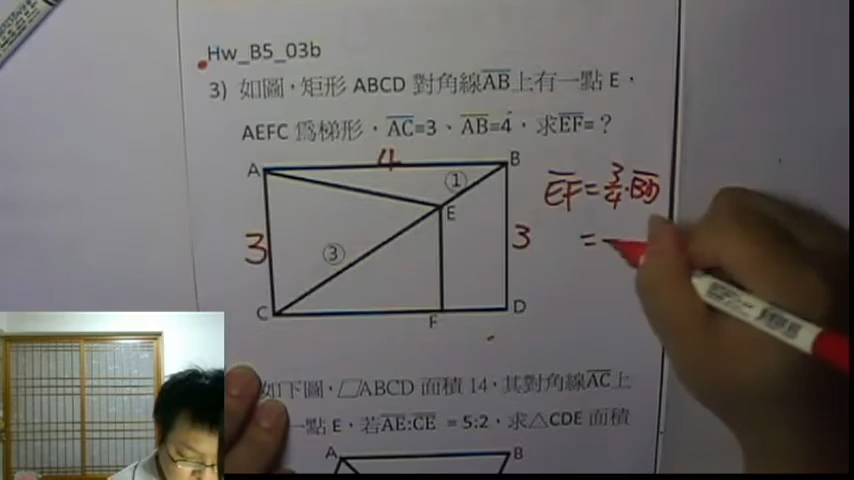 Hw_B5_03b
3) 如圖,矩形 ABCD 對角線AB上有一點 E,
AEFC 為梯形,AC=3、AB=4,求EF=?
4
A
B
①
E
EF=3/4·BD
3
③
3
=
C
F
D
如下圖,▱ABCD 面積 14,其對角線AC上
一點 E,若AE:CE = 5:2,求△CDE 面積
A
B